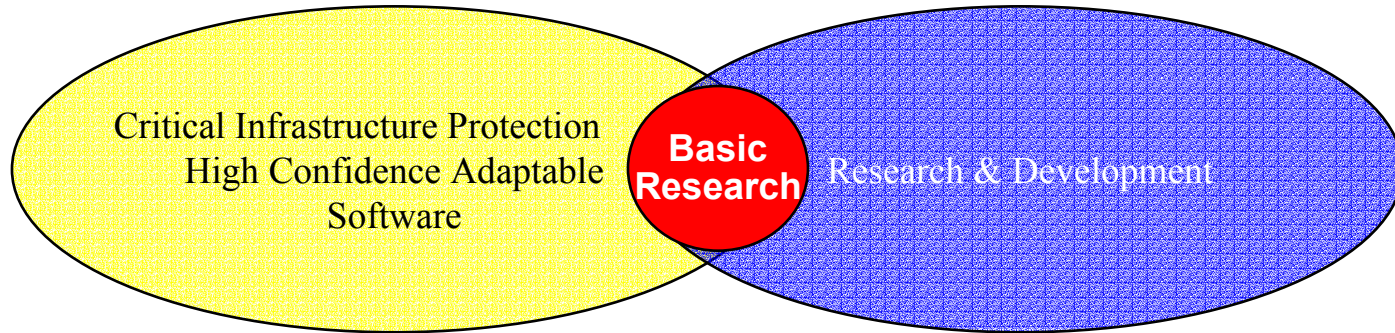 Critical Infrastructure Protection
High Confidence Adaptable
Software
Basic
Research
Research & Development